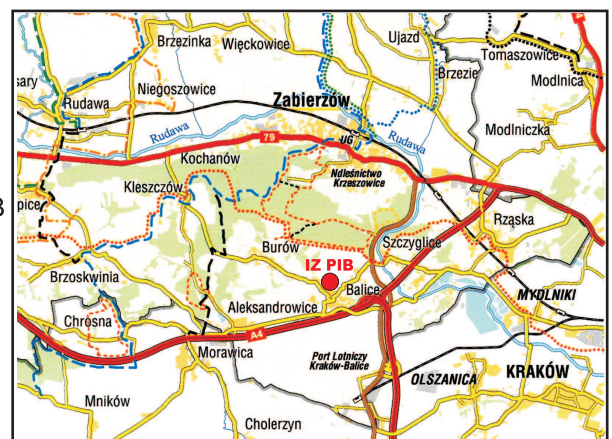 Brzezinka
Więckowice
Ujazd
Tomaszowice
Brzezie
Modlnica
sary
Niegoszowice
Rudawa
Zabierzów
Rudawa
UG
Rudawa
Modlniczka
79
Kochanów
Ndleśnictwo
Krzeszowice
Kleszczów
3
pice
Rząska
Burów
Szczyglice
IZ PIB
Brzoskwinia
Balice
MYDLNIKI
Aleksandrowice
Chrosna
A4
Morawica
Port Lotniczy
Kraków-Balice
OLSZANICA
KRAKÓW
Mników
Cholerzyn